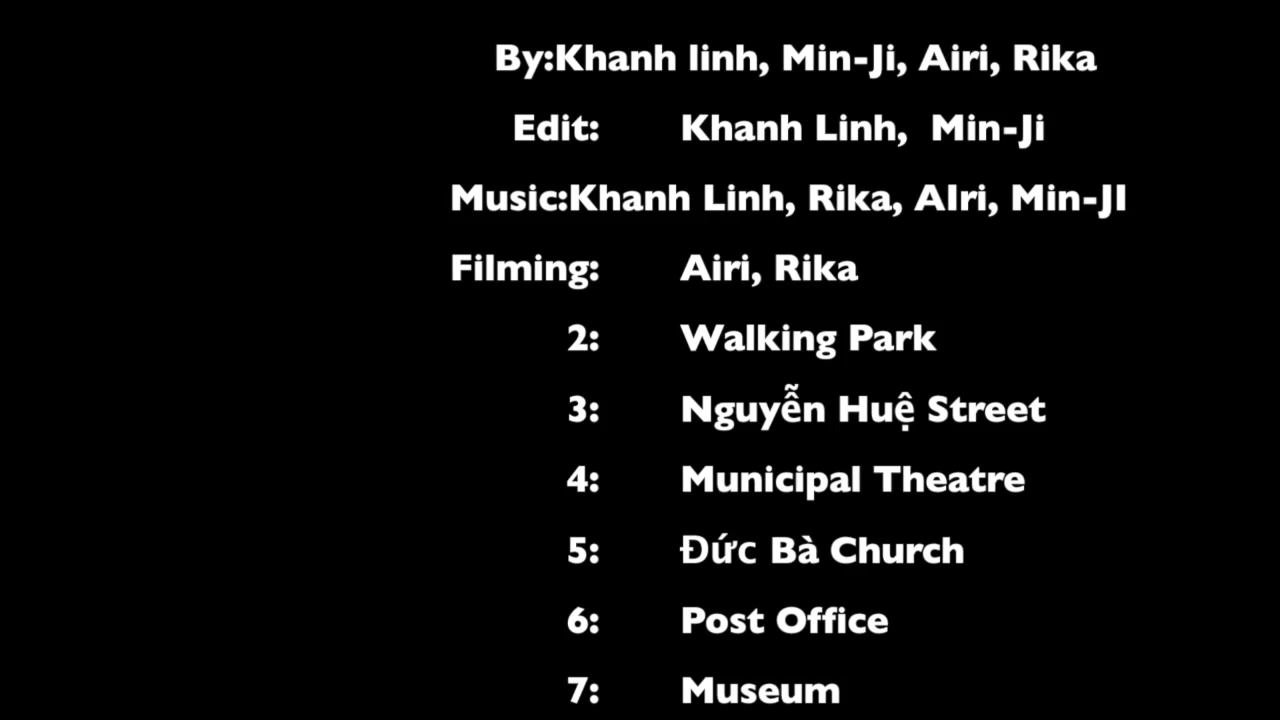 By:Khanh linh, Min-Ji, Airi, Rika
Edit: Khanh Linh, Min-Ji
Music:Khanh Linh, Rika, AIri, Min-JI
Filming: Airi, Rika
2: Walking Park
3: Nguyễn Huệ Street
4: Municipal Theatre
5: Đức Bà Church
6: Post Office
7: Museum